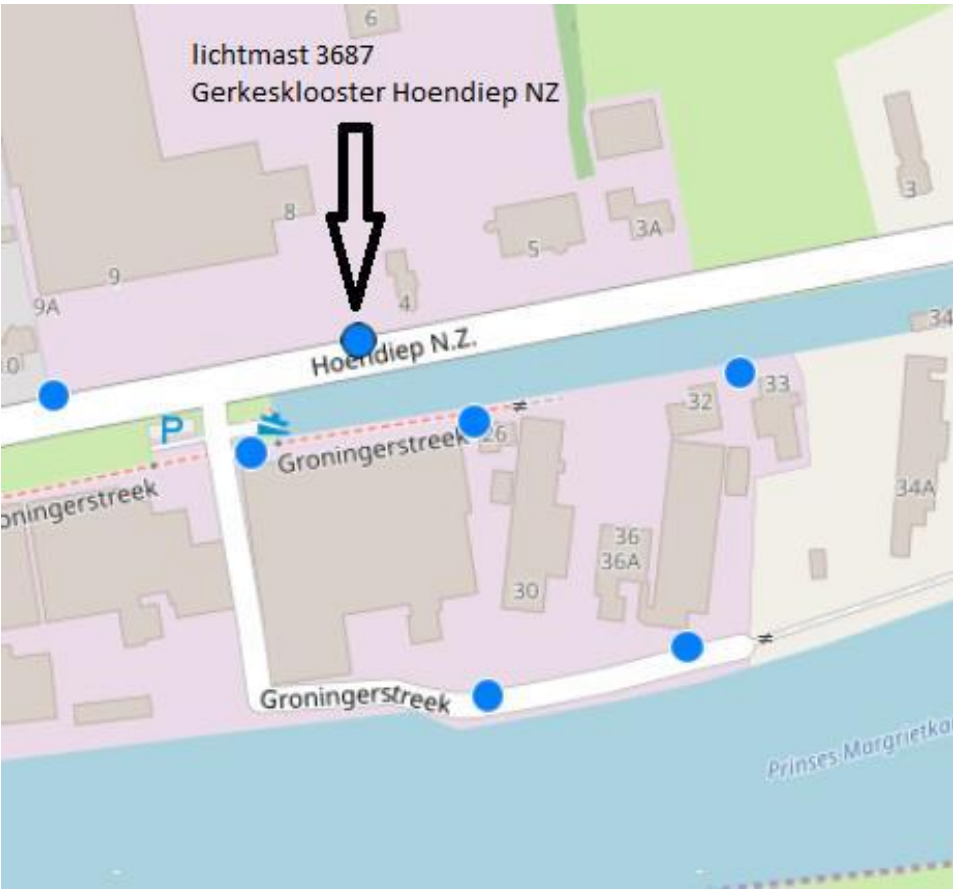 6
lichtmast 3687
Gerkesklooster Hoendiep NZ
3
8
5
3A
9
9A
4
34
0
Hoendiep N.Z.
33
32
P
26
Groningerstreek
oningerstreek
34A
36
36A
30
Groningerstreek
Prinses Margrietka